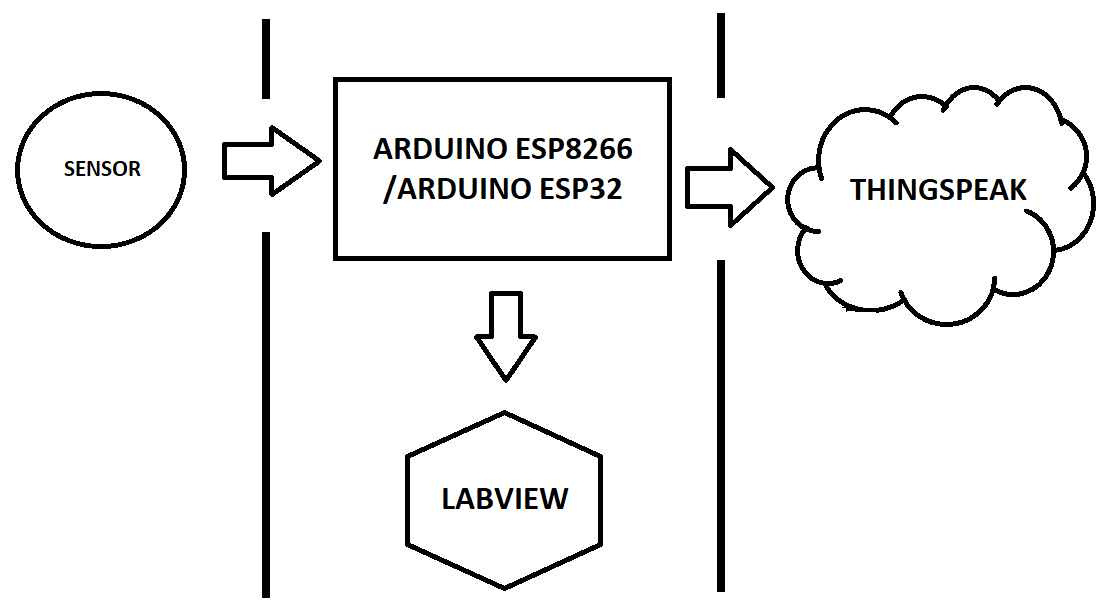 SENSOR
ARDUINO ESP8266
/ARDUINO ESP32
THINGSPEAK
LABVIEW